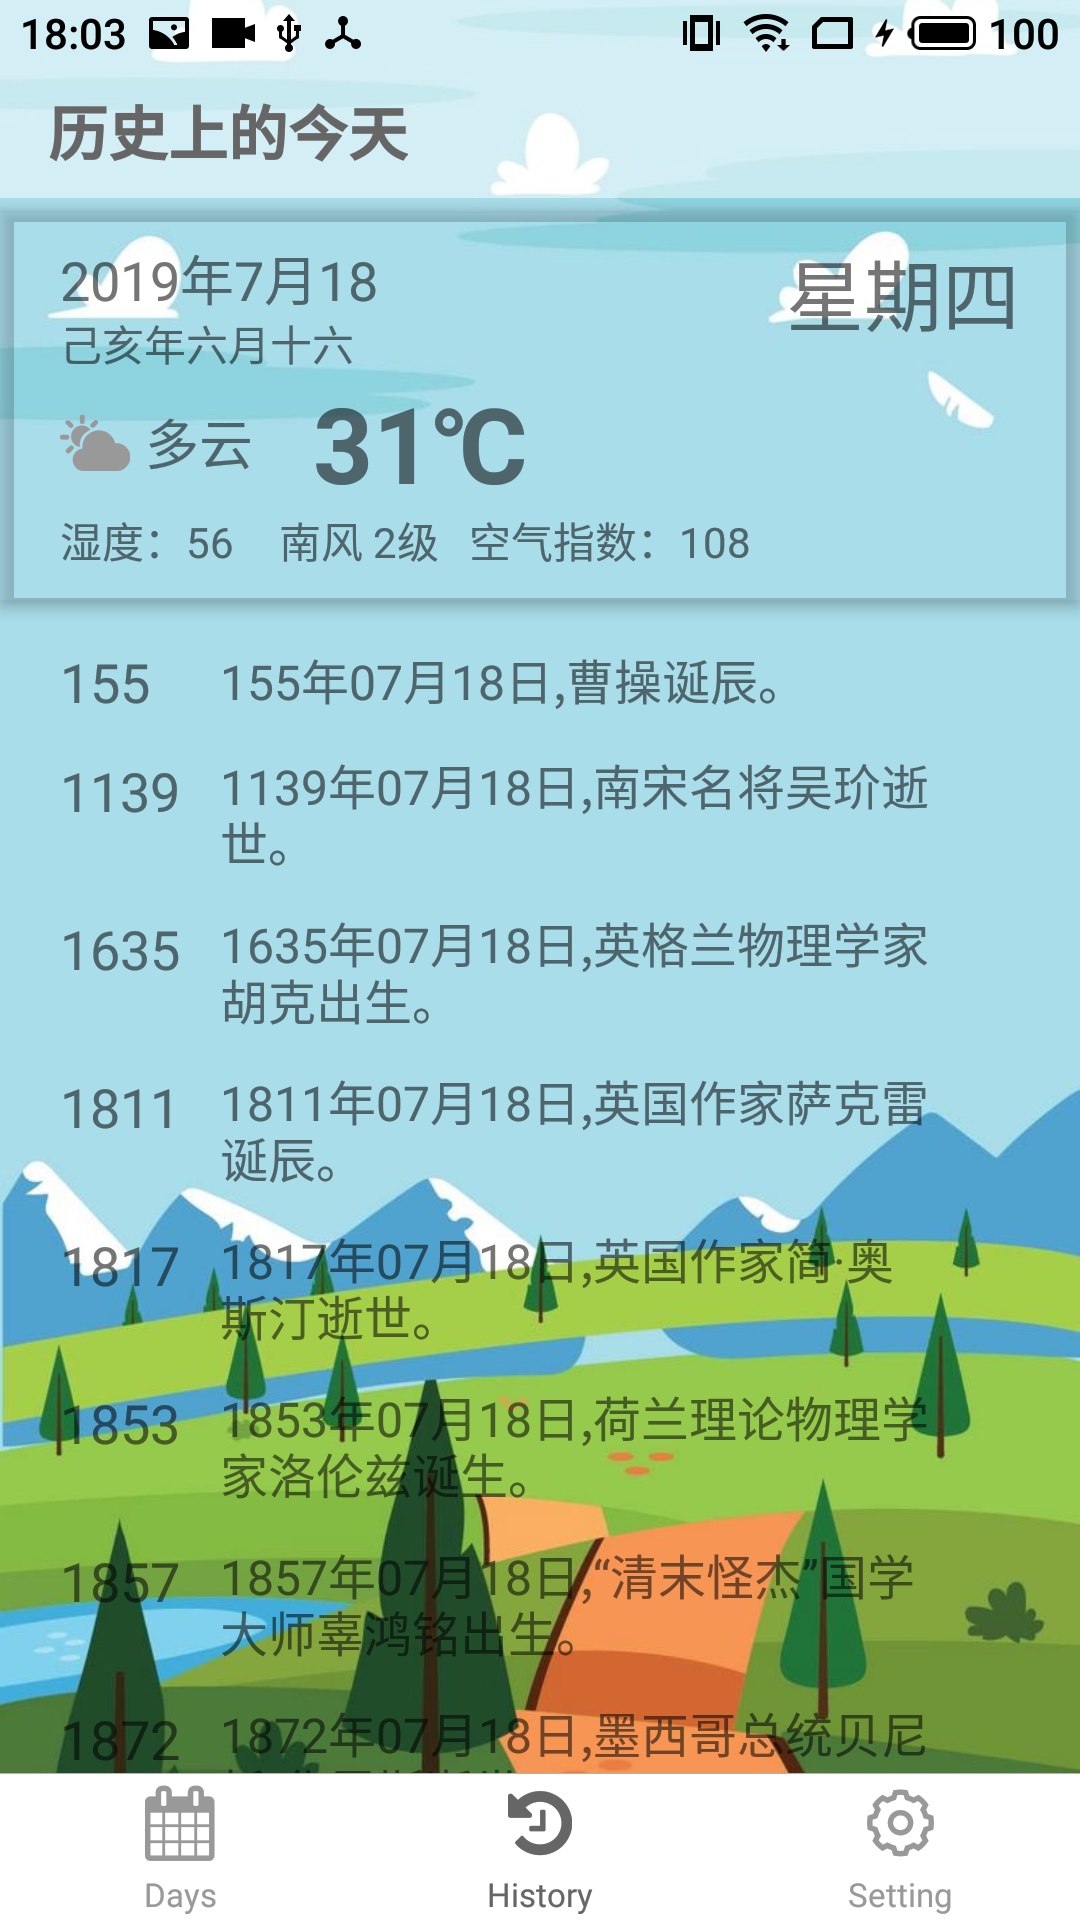 18:03 100
历史上的今天
2019年7月18 星期四
己亥年六月十六
多云 31℃
湿度：56 南风 2级 空气指数：108
155 155年07月18日,曹操诞辰。
1139 1139年07月18日,南宋名将吴玠逝
世。
1635 1635年07月18日,英格兰物理学家
胡克出生。
1811 1811年07月18日,英国作家萨克雷
诞辰。
1817 1817年07月18日,英国作家简·奥
斯汀逝世。
1853 1853年07月18日,荷兰理论物理学
家洛伦兹诞生。
1857 1857年07月18日,“清末怪杰”国学
大师辜鸿铭出生。
1872 1872年07月18日,墨西哥总统贝尼
Days History Setting